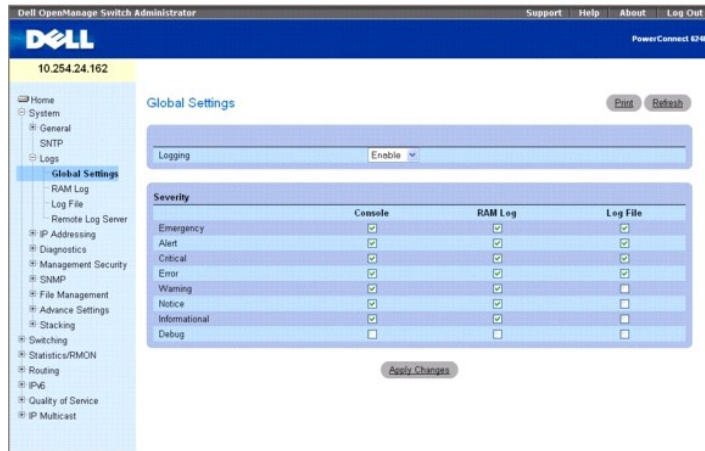 Dell OpenManage Switch Administrator
Support Help About Log Out
DELL
PowerConnect 624
10.254.24.162
Home
System
General
SNTP
Logs
Global Settings
RAM Log
Log File
Remote Log Server
IP Addressing
Diagnostics
Management Security
SNMP
File Management
Advance Settings
Stacking
Switching
Statistics/RMON
Routing
IPv6
Quality of Service
IP Multicast
Global Settings
Print Refresh
Logging Enable
Severity
Console RAM Log Log File
Emergency
Alert
Critical
Error
Warning
Notice
Informational
Debug
Apply Changes